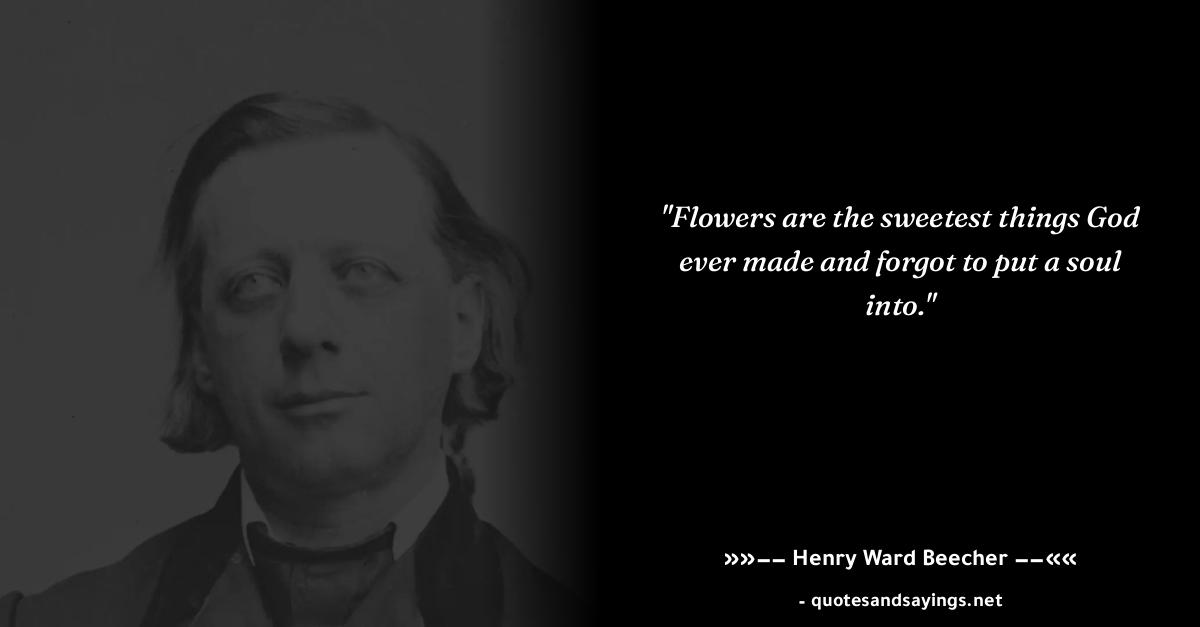 "Flowers are the sweetest things God
ever made and forgot to put a soul
into."
»»−− Henry Ward Beecher −−««
- quotesandsayings.net